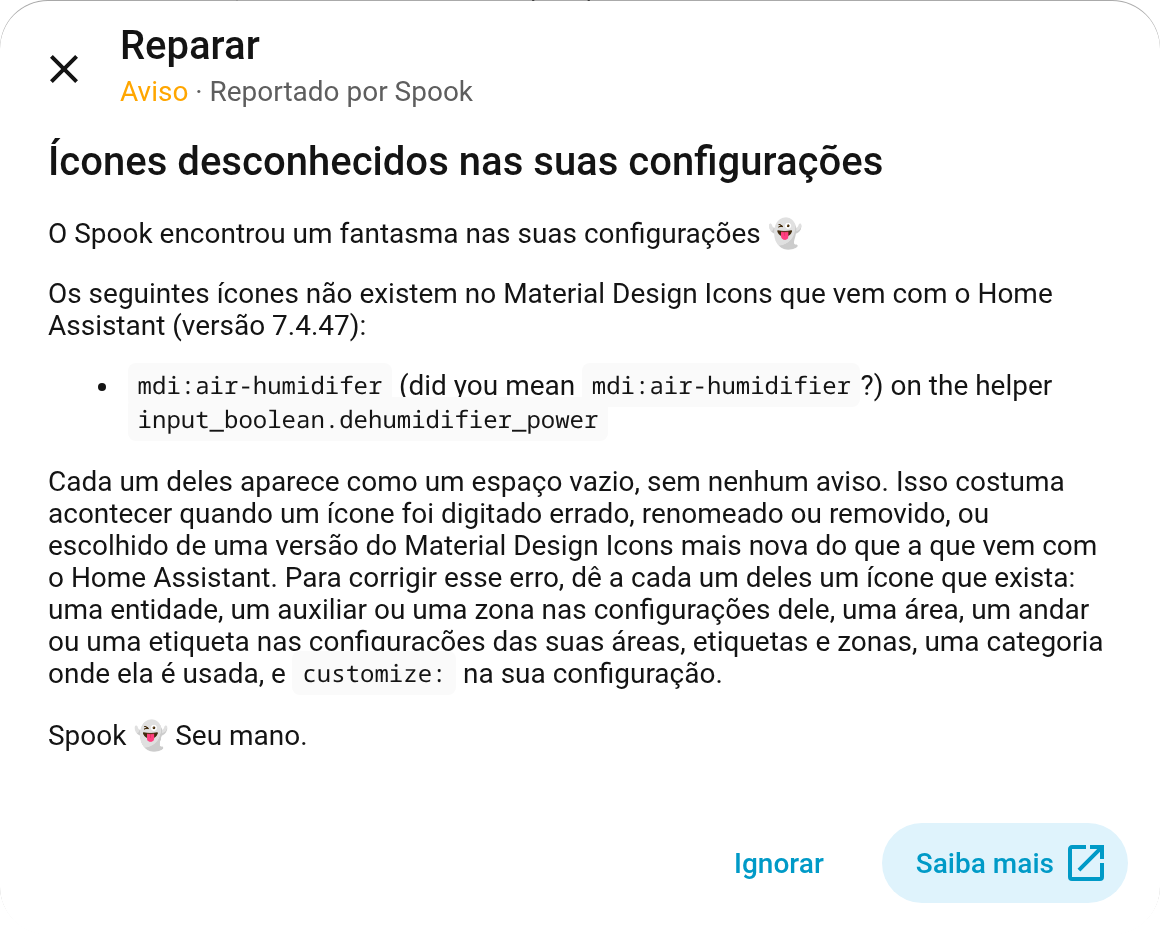 Reparar
Aviso · Reportado por Spook
Ícones desconhecidos nas suas configurações
O Spook encontrou um fantasma nas suas configurações 👻
Os seguintes ícones não existem no Material Design Icons que vem com o Home
Assistant (versão 7.4.47):
• mdi:air-humidifer (did you mean mdi:air-humidifier?) on the helper
input_boolean.dehumidifier_power
Cada um deles aparece como um espaço vazio, sem nenhum aviso. Isso costuma
acontecer quando um ícone foi digitado errado, renomeado ou removido, ou
escolhido de uma versão do Material Design Icons mais nova do que a que vem com
o Home Assistant. Para corrigir esse erro, dê a cada um deles um ícone que exista:
uma entidade, um auxiliar ou uma zona nas configurações dele, uma área, um andar
ou uma etiqueta nas configurações das suas áreas, etiquetas e zonas, uma categoria
onde ela é usada, e customize: na sua configuração.
Spook 👻 Seu mano.
Ignorar
Saiba mais